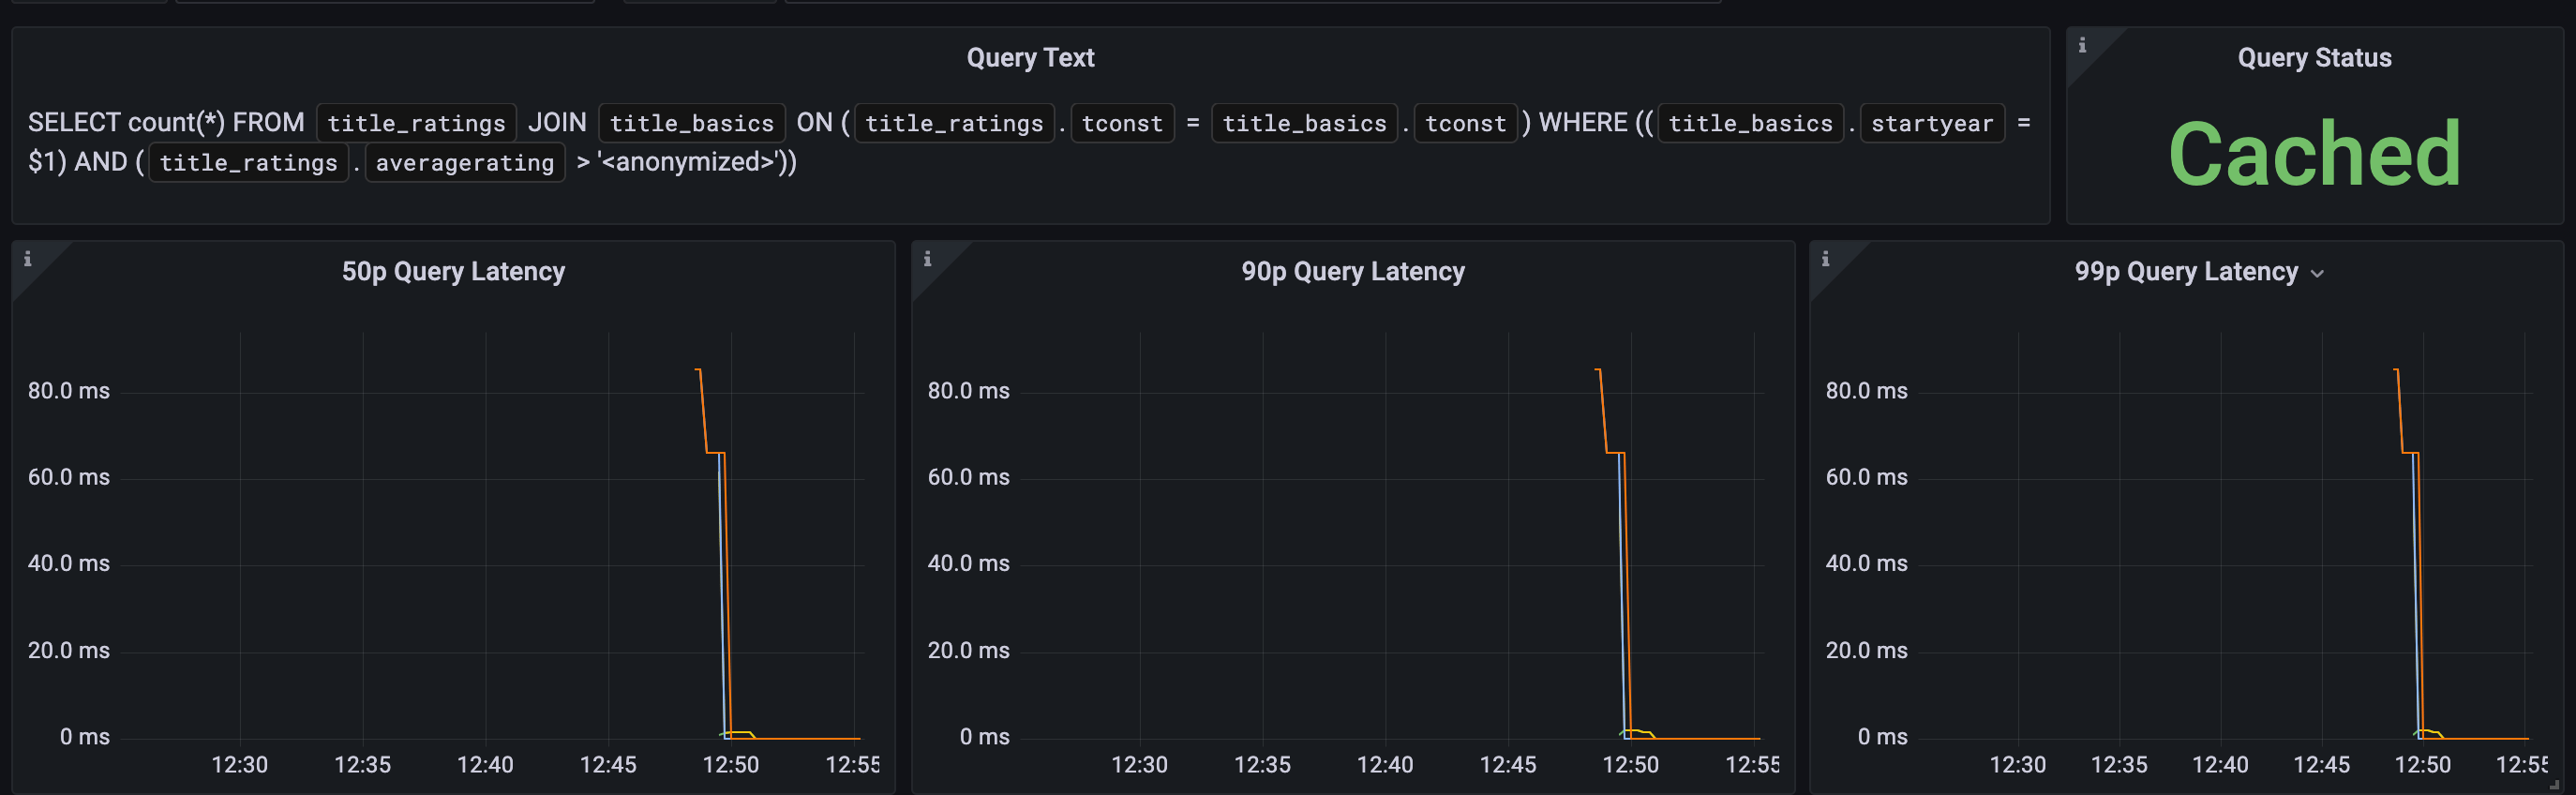 Query Text
SELECT count(*) FROM title_ratings JOIN title_basics ON ( title_ratings . tconst = title_basics . tconst ) WHERE (( title_basics . startyear =
$1) AND ( title_ratings . averagerating > '<anonymized>'))
i
Query Status
Cached
i
50p Query Latency
80.0 ms
60.0 ms
40.0 ms
20.0 ms
0 ms
12:30 12:35 12:40 12:45 12:50 12:55
i
90p Query Latency
80.0 ms
60.0 ms
40.0 ms
20.0 ms
0 ms
12:30 12:35 12:40 12:45 12:50 12:55
i
99p Query Latency
80.0 ms
60.0 ms
40.0 ms
20.0 ms
0 ms
12:30 12:35 12:40 12:45 12:50 12:55